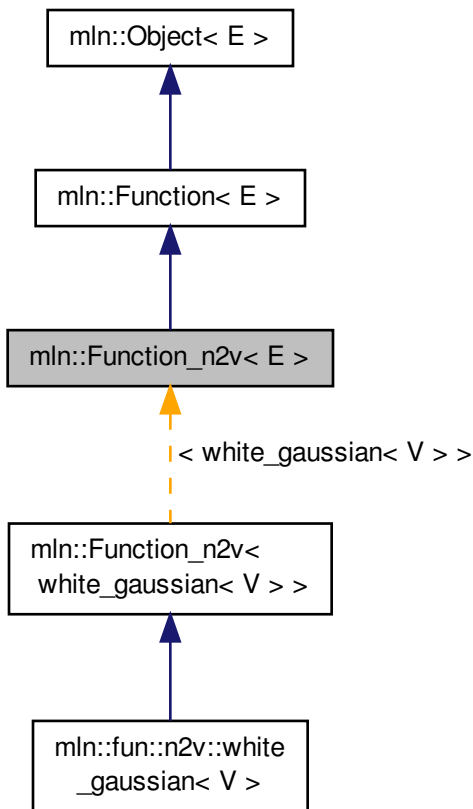 mln::Object< E >
mln::Function< E >
mln::Function_n2v< E >
< white_gaussian< V > >
mln::Function_n2v<
white_gaussian< V > >
mln::fun::n2v::white
_gaussian< V >